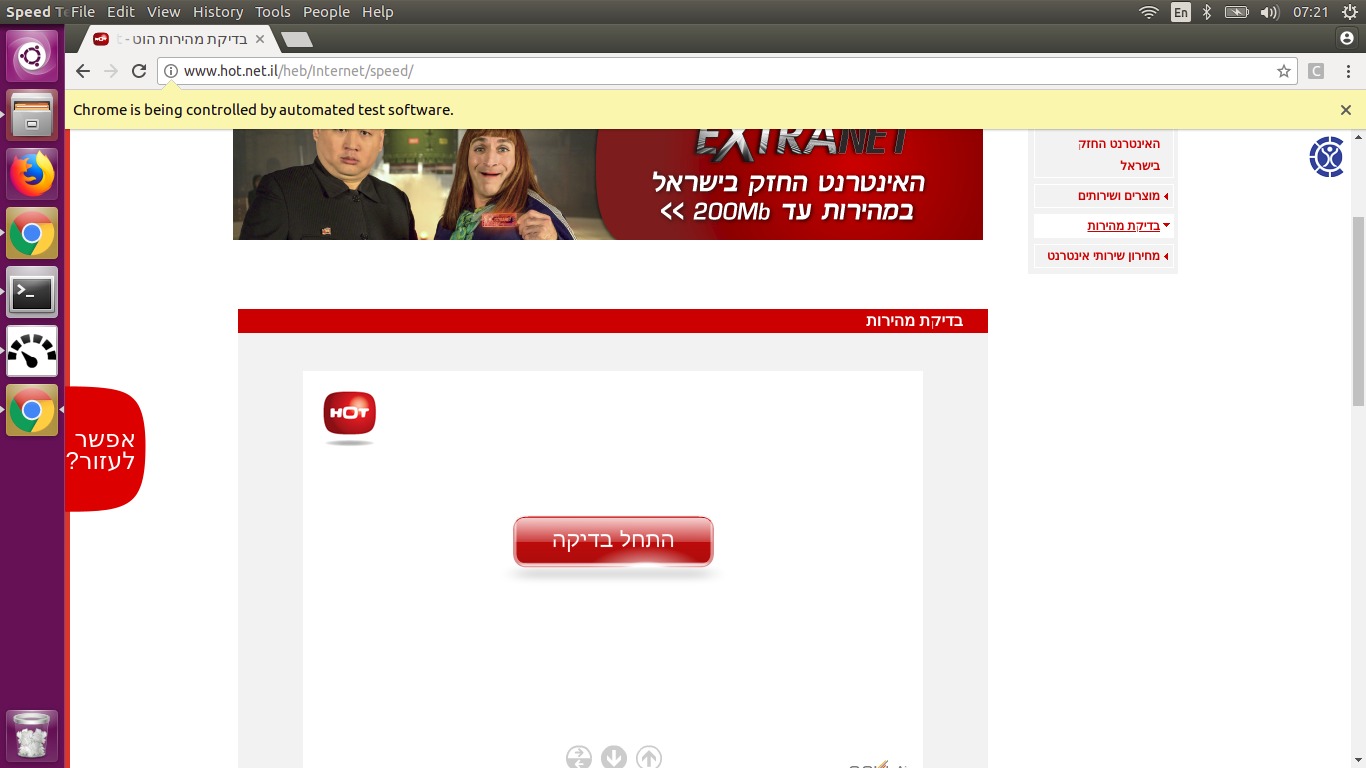 Speed Te File Edit View History Tools People Help
En
07:21
בדיקת מהירות הוט -
www.hot.net.il/heb/Internet/speed/
C
Chrome is being controlled by automated test software.
EXTRANET
האינטרנט החזק בישראל
במהירות עד 200Mb >>
האינטרנט החזק
בישראל
מוצרים ושירותים
בדיקת מהירות
מחירון שירותי אינטרנט
בדיקת מהירות
HOT
אפשר
לעזור?
התחל בדיקה